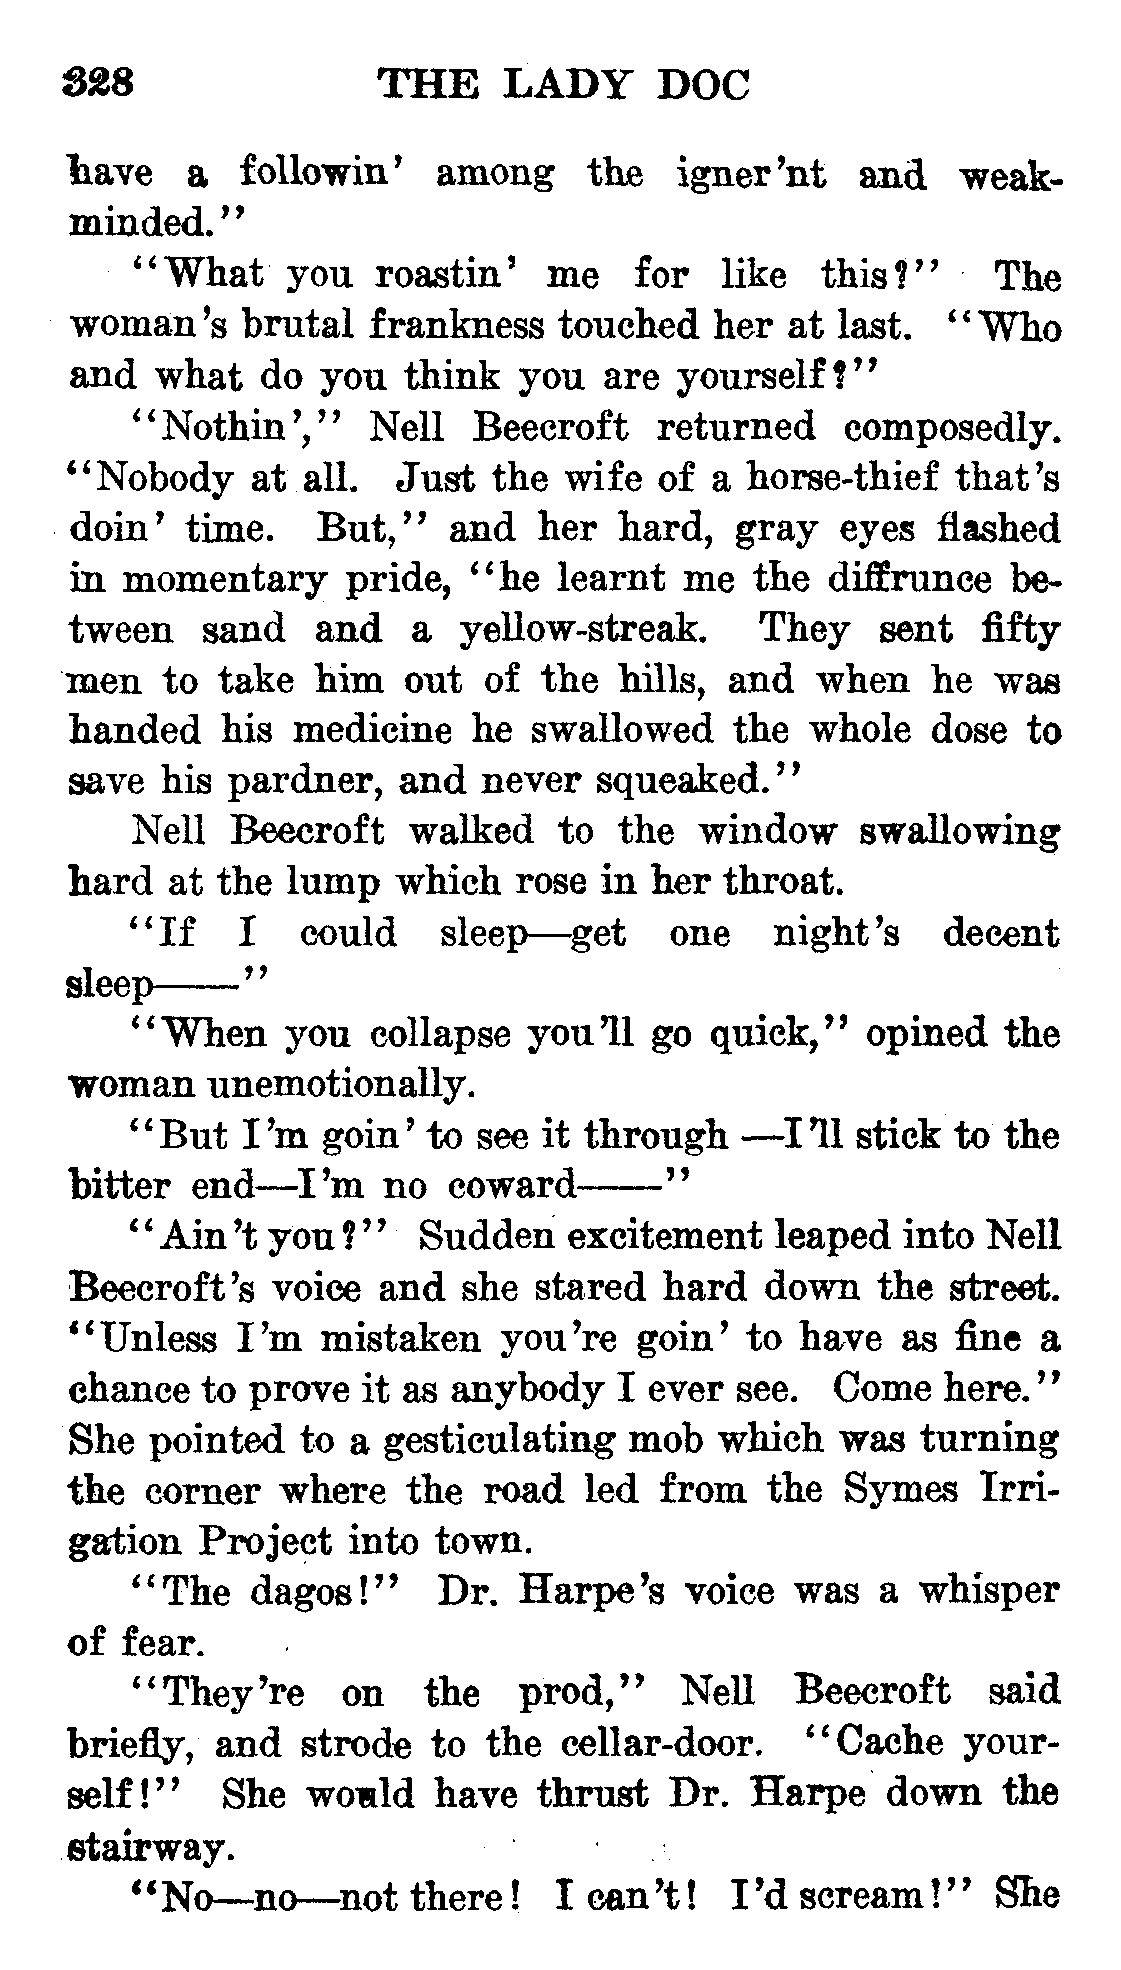 328 THE LADY DOC
have a followin' among the igner'nt and weak-
minded."
"What you roastin' me for like this?" The
woman's brutal frankness touched her at last. "Who
and what do you think you are yourself?"
"Nothin'," Nell Beecroft returned composedly.
"Nobody at all. Just the wife of a horse-thief that's
doin' time. But," and her hard, gray eyes flashed
in momentary pride, "he learnt me the diffrunce be-
tween sand and a yellow-streak. They sent fifty
men to take him out of the hills, and when he was
handed his medicine he swallowed the whole dose to
save his pardner, and never squeaked."
Nell Beecroft walked to the window swallowing
hard at the lump which rose in her throat.
"If I could sleep—get one night's decent
sleep——"
"When you collapse you'll go quick," opined the
woman unemotionally.
"But I'm goin' to see it through —I'll stick to the
bitter end—I'm no coward——"
"Ain't you?" Sudden excitement leaped into Nell
Beecroft's voice and she stared hard down the street.
"Unless I'm mistaken you're goin' to have as fine a
chance to prove it as anybody I ever see. Come here."
She pointed to a gesticulating mob which was turning
the corner where the road led from the Symes Irri-
gation Project into town.
"The dagos!" Dr. Harpe's voice was a whisper
of fear.
"They're on the prod," Nell Beecroft said
briefly, and strode to the cellar-door. "Cache your-
self!" She would have thrust Dr. Harpe down the
stairway.
"No—no—not there! I can't! I'd scream!" She